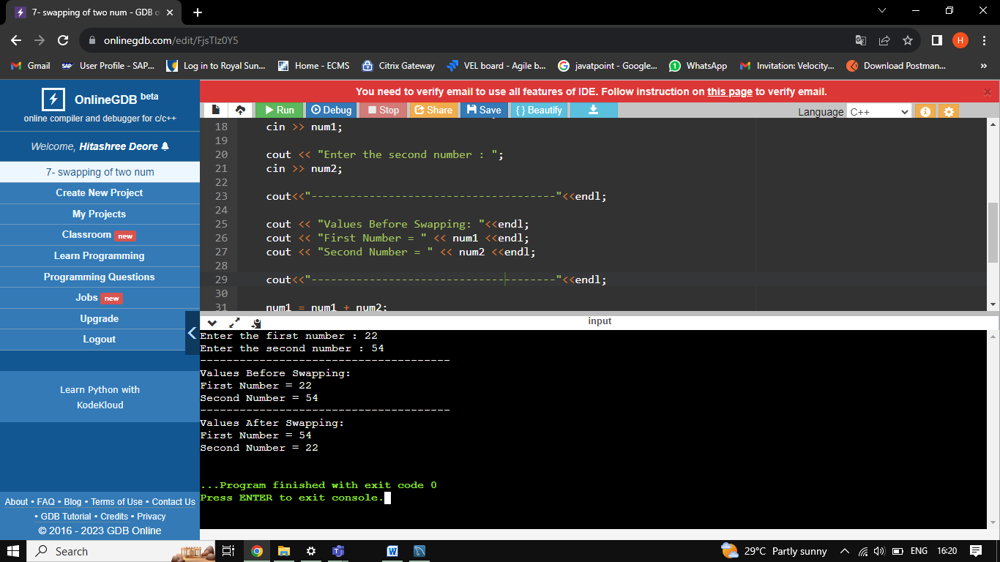 7- swapping of two num - GDB o
onlinegdb.com/edit/FjsTlz0Y5
H
Gmail
SAP User Profile - SAP...
Log in to Royal Sun...
Home - ECMS
Citrix Gateway
VEL board - Agile b...
javatpoint - Google...
WhatsApp
Invitation: Velocity...
Download Postman...
»
OnlineGDB beta
online compiler and debugger for c/c++
Welcome, Hitashree Deore
7- swapping of two num
Create New Project
My Projects
Classroom new
Learn Programming
Programming Questions
Jobs new
Upgrade
Logout
Learn Python with
KodeKloud
About • FAQ • Blog • Terms of Use • Contact Us
• GDB Tutorial • Credits • Privacy
© 2016 - 2023 GDB Online
You need to verify email to use all features of IDE. Follow instruction on this page to verify email.
Run Debug Stop Share Save { } Beautify
Language C++
18 cin >> num1;
19
20 cout << "Enter the second number : ";
21 cin >> num2;
22
23 cout<<"--------------------------------------"<<endl;
24
25 cout << "Values Before Swapping: "<<endl;
26 cout << "First Number = " << num1 <<endl;
27 cout << "Second Number = " << num2 <<endl;
28
29 cout<<"--------------------------------------"<<endl;
30
31 num1 = num1 + num2;
input
Enter the first number : 22
Enter the second number : 54
--------------------------------------
Values Before Swapping:
First Number = 22
Second Number = 54
--------------------------------------
Values After Swapping:
First Number = 54
Second Number = 22
...Program finished with exit code 0
Press ENTER to exit console.
Search
29°C Partly sunny
ENG
16:20